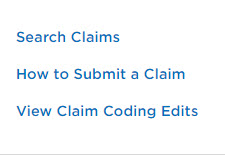 Search Claims
How to Submit a Claim
View Claim Coding Edits